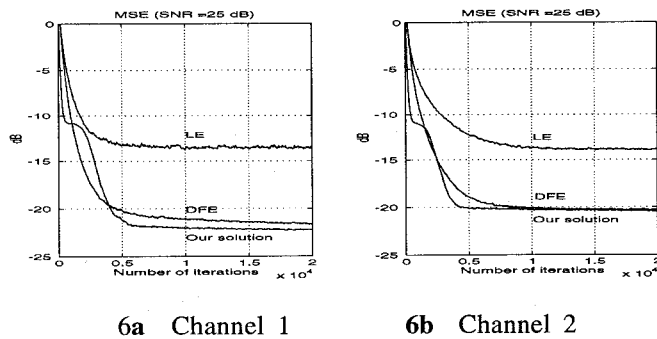 MSE (SNR =25 dB)
0
-5
-10
-15
-20
-25
dB
LE
DFE
Our solution
0
0.5
1
1.5
2
Number of iterations
x 10^4
6a Channel 1
MSE (SNR =25 dB)
0
-5
-10
-15
-20
-25
dB
LE
DFE
Our solution
0
0.5
1
1.5
2
Number of iterations
x 10^4
6b Channel 2